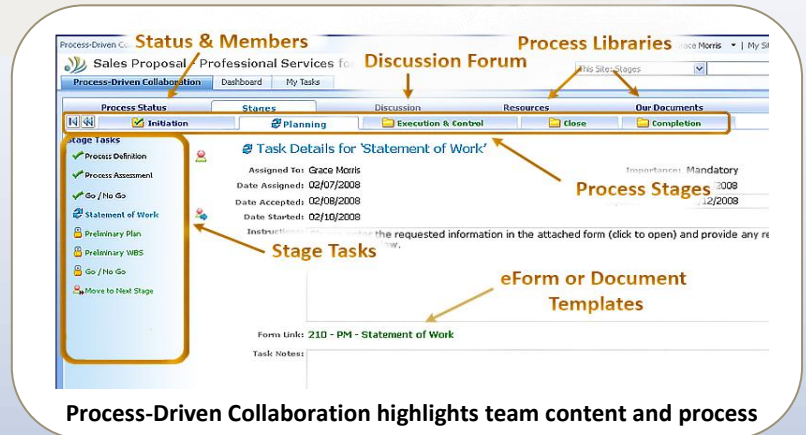 Process-Driven
Status & Members
Process Libraries
Grace Morris
My Si
Sales Proposal - Professional Services fo
Discussion Forum
This Site: Stages
Process-Driven Collaboration Dashboard My Tasks
Process Status Stages Discussion Resources Our Documents
Initiation Planning Execution & Control Close Completion
Stage Tasks
Process Definition
Process Assessment
Go / No Go
Statement of Work
Preliminary Plan
Preliminary WBS
Go / No Go
Move to Next Stage
Task Details for 'Statement of Work'
Assigned To: Grace Morris
Importance: Mandatory
Date Assigned: 02/07/2008
2008
Process Stages
Date Accepted: 02/08/2008
/12/2008
Date Started: 02/10/2008
the requested information in the attached form (click to open) and provide any re
Stage Tasks
eForm or Document
Templates
Form Link: 210 - PM - Statement of Work
Task Notes:
Process-Driven Collaboration highlights team content and process